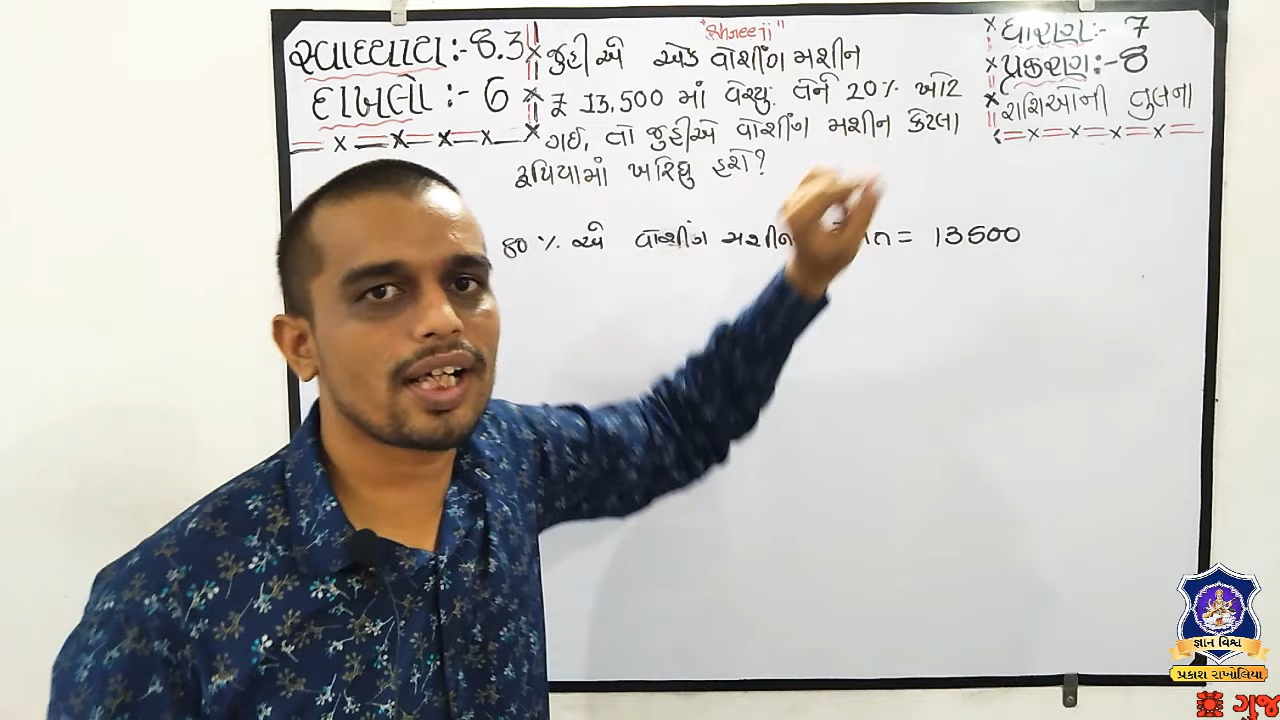 "Shreeji"
સ્વાધ્યાય:- 8.3
દાખલો :- 6
જુહીએ એક વોશીંગ મશીન
₹ 13,500 માં વેચ્યુ. તેને 20% ખોટ
ગઈ, તો જુહીએ વોશીંગ મશીન કેટલા
રૂપિયામાં ખરિધુ હશે?
ધોરણ:- 7
પ્રકરણ:- 8
રાશિઓની તુલના
80 % એ વોશીંગ મશીન = 13500
જ્ઞાન વિશ્વ
પ્રકાશ રાખોલિયા
ગુજ